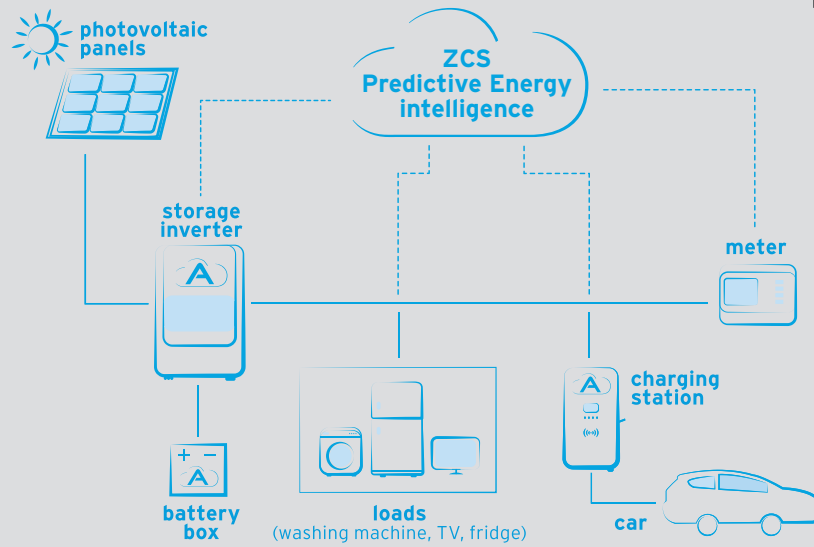 photovoltaic
panels
ZCS
Predictive Energy
intelligence
storage
inverter
meter
charging
station
battery
box
loads
(washing machine, TV, fridge)
car